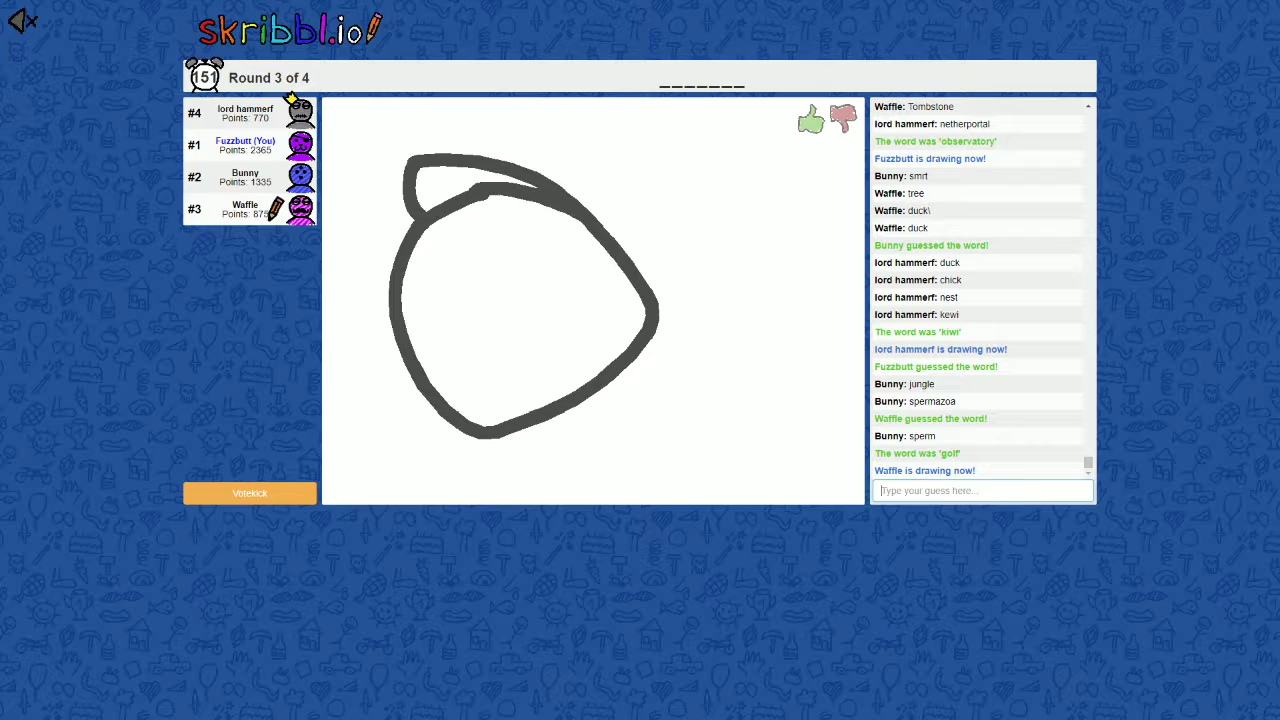 skribbl.io
151 Round 3 of 4
_______
#4 lord hammerf
Points: 770
#1 Fuzzbutt (You)
Points: 2365
#2 Bunny
Points: 1335
#3 Waffle
Points: 875
Votekick
Waffle: Tombstone
lord hammerf: netherportal
The word was 'observatory'
Fuzzbutt is drawing now!
Bunny: smrt
Waffle: tree
Waffle: duck\
Waffle: duck
Bunny guessed the word!
lord hammerf: duck
lord hammerf: chick
lord hammerf: nest
lord hammerf: kewi
The word was 'kiwi'
lord hammerf is drawing now!
Fuzzbutt guessed the word!
Bunny: jungle
Bunny: spermazoa
Waffle guessed the word!
Bunny: sperm
The word was 'golf'
Waffle is drawing now!
Type your guess here...